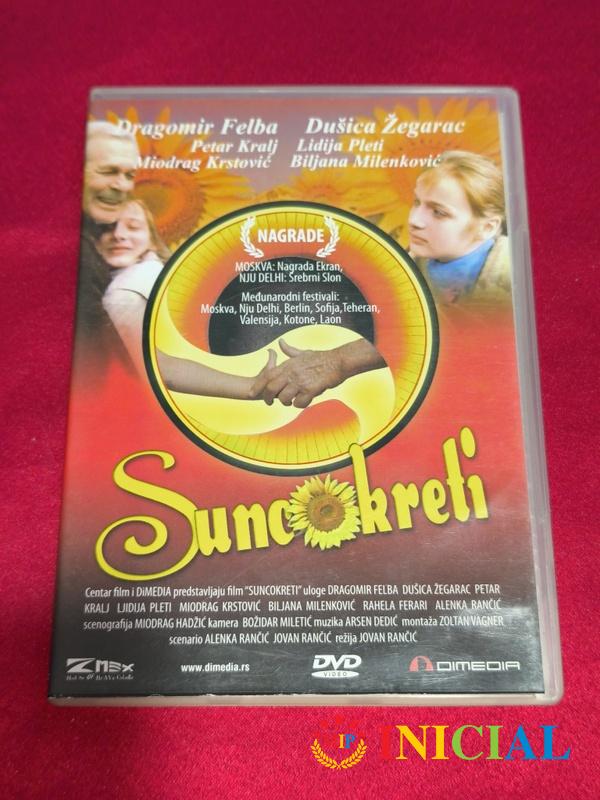 Dragomir Felba Dušica Žegarac
Petar Kralj Lidija Pleti
Miodrag Krstović Biljana Milenković
NAGRADE
MOSKVA: Nagrada Ekran,
NJU DELHI: Srebrni Slon
Međunarodni festivali:
Moskva, Nju Delhi, Berlin, Sofija,Teheran,
Valensija, Kotone, Laon
Suncokreti
Centar film i DiMEDIA predstavljaju film "SUNCOKRETI" uloge DRAGOMIR FELBA DUŠICA ŽEGARAC PETAR
KRALJ LJIDIJA PLETI MIODRAG KRSTOVIĆ BILJANA MILENKOVIĆ RAHELA FERARI ALENKA RANČIĆ
scenografija MIODRAG HADŽIĆ kamera BOŽIDAR MILETIĆ muzika ARSEN DEDIĆ montaža ZOLTAN VAGNER
scenario ALENKA RANČIĆ JOVAN RANČIĆ režija JOVAN RANČIĆ
Z Mex
www.dimedia.rs
DVD
VIDEO
DIMEDIA
IP INICIAL